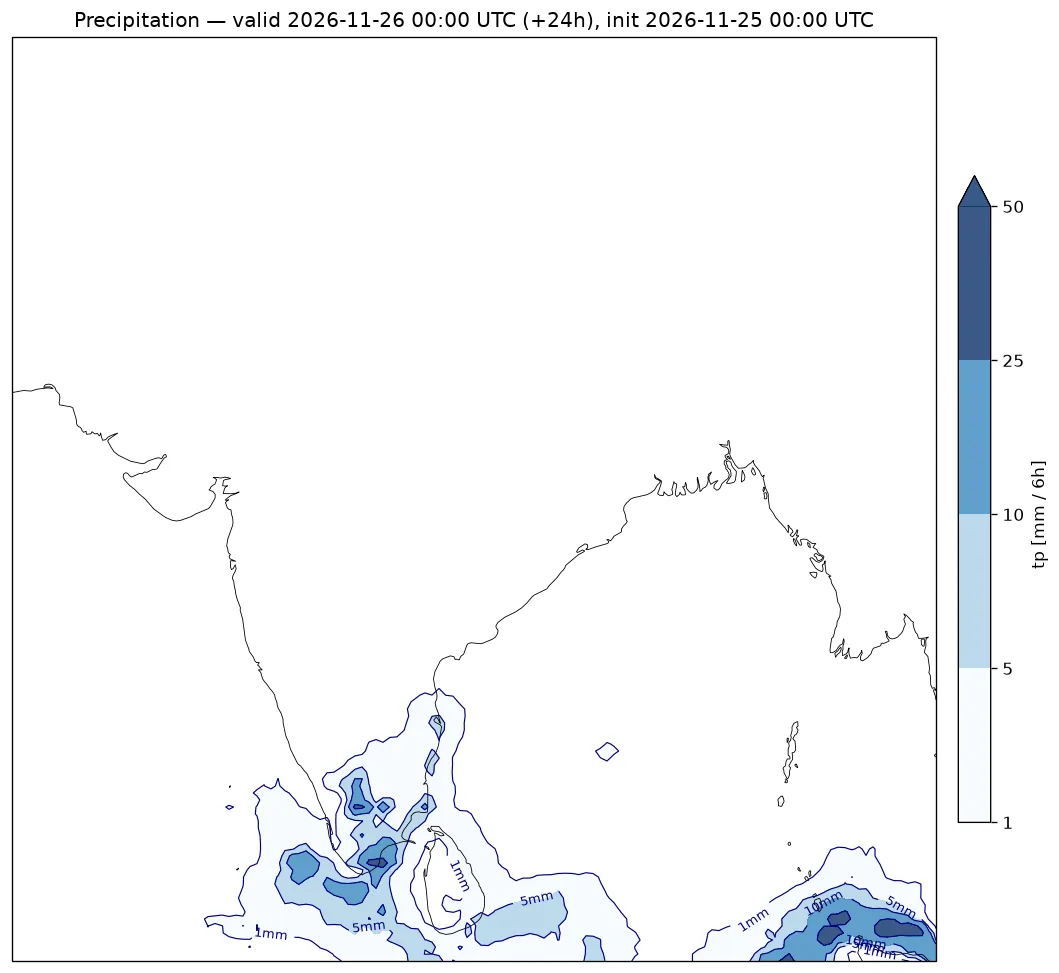 Precipitation — valid 2026-11-26 00:00 UTC (+24h), init 2026-11-25 00:00 UTC
50
25
10
5
1
tp [mm / 6h]
1mm
5mm
5mm
1mm
1mm
10mm
5mm
1mm